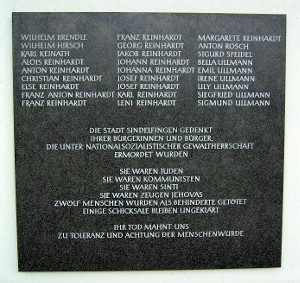 WILHELM BRENDLE
WILHELM HIRSCH
KARL KEINATH
ALOIS REINHARDT
ANTON REINHARDT
CHRISTIAN REINHARDT
ELSE REINHARDT
FRANZ ANTON REINHARDT
FRANZ REINHARDT
FRANZ REINHARDT
GEORG REINHARDT
JAKOB REINHARDT
JOHANN REINHARDT
JOHANNA REINHARDT
JOSEF REINHARDT
JOSEF REINHARDT
KARL REINHARDT
LENI REINHARDT
MARGARETE REINHARDT
ANTON ROSCH
SIGURD SPEIDEL
BELLA ULLMANN
EMIL ULLMANN
IRENE ULLMANN
LILY ULLMANN
SIEGFRIED ULLMANN
SIGMUND ULLMANN
DIE STADT SINDELFINGEN GEDENKT
IHRER BÜRGERINNEN UND BÜRGER,
DIE UNTER NATIONALSOZIALISTISCHER GEWALTHERRSCHAFT
ERMORDET WURDEN
SIE WAREN JUDEN
SIE WAREN KOMMUNISTEN
SIE WAREN SINTI
SIE WAREN ZEUGEN JEHOVAS
ZWÖLF MENSCHEN WURDEN ALS BEHINDERTE GETÖTET
EINIGE SCHICKSALE BLEIBEN UNGEKLÄRT
IHR TOD MAHNT UNS
ZU TOLERANZ UND ACHTUNG DER MENSCHENWÜRDE